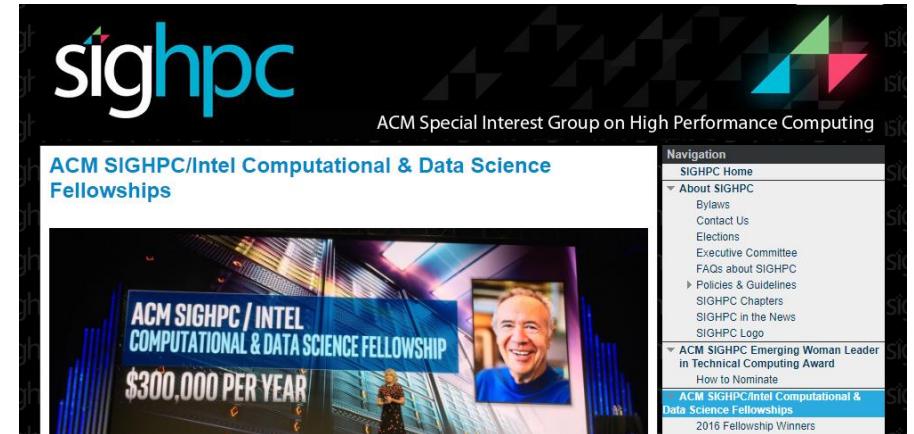 sighpc
ACM Special Interest Group on High Performance Computing
ACM SIGHPC/Intel Computational & Data Science
Fellowships
ACM SIGHPC / INTEL
COMPUTATIONAL & DATA SCIENCE FELLOWSHIP
$300,000 PER YEAR
Navigation
SIGHPC Home
About SIGHPC
Bylaws
Contact Us
Elections
Executive Committee
FAQs about SIGHPC
Policies & Guidelines
SIGHPC Chapters
SIGHPC in the News
SIGHPC Logo
ACM SIGHPC Emerging Woman Leader
in Technical Computing Award
How to Nominate
ACM SIGHPC/Intel Computational &
Data Science Fellowships
2016 Fellowship Winners